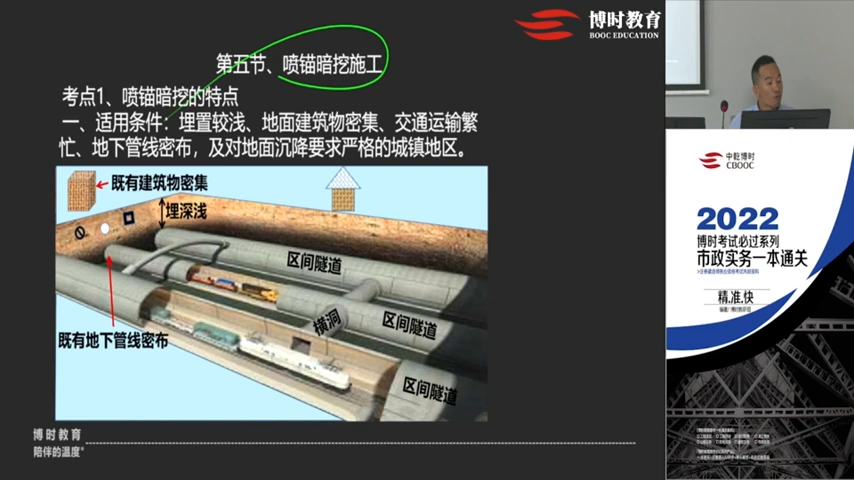 博时教育
BOOC EDUCATION
第五节、喷锚暗挖施工
考点1、喷锚暗挖的特点
一、适用条件：埋置较浅、地面建筑物密集、交通运输繁
忙、地下管线密布，及对地面沉降要求严格的城镇地区。
既有建筑物密集
埋深浅
区间隧道
区间隧道
横洞
既有地下管线密布
区间隧道
博时教育
陪伴的温度
中乾博时
CBOOC
2022
博时考试必过系列
市政实务一本通关
精,准,快